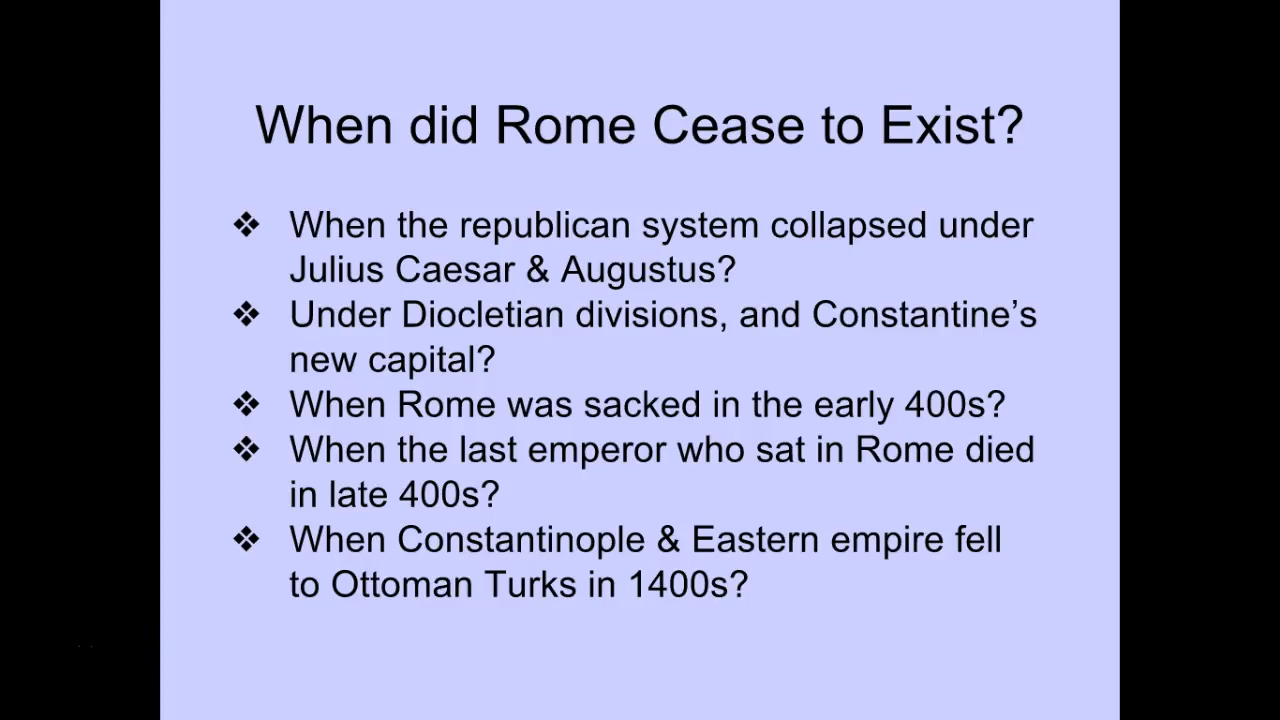 When did Rome Cease to Exist?
❖ When the republican system collapsed under
Julius Caesar & Augustus?
❖ Under Diocletian divisions, and Constantine’s
new capital?
❖ When Rome was sacked in the early 400s?
❖ When the last emperor who sat in Rome died
in late 400s?
❖ When Constantinople & Eastern empire fell
to Ottoman Turks in 1400s?